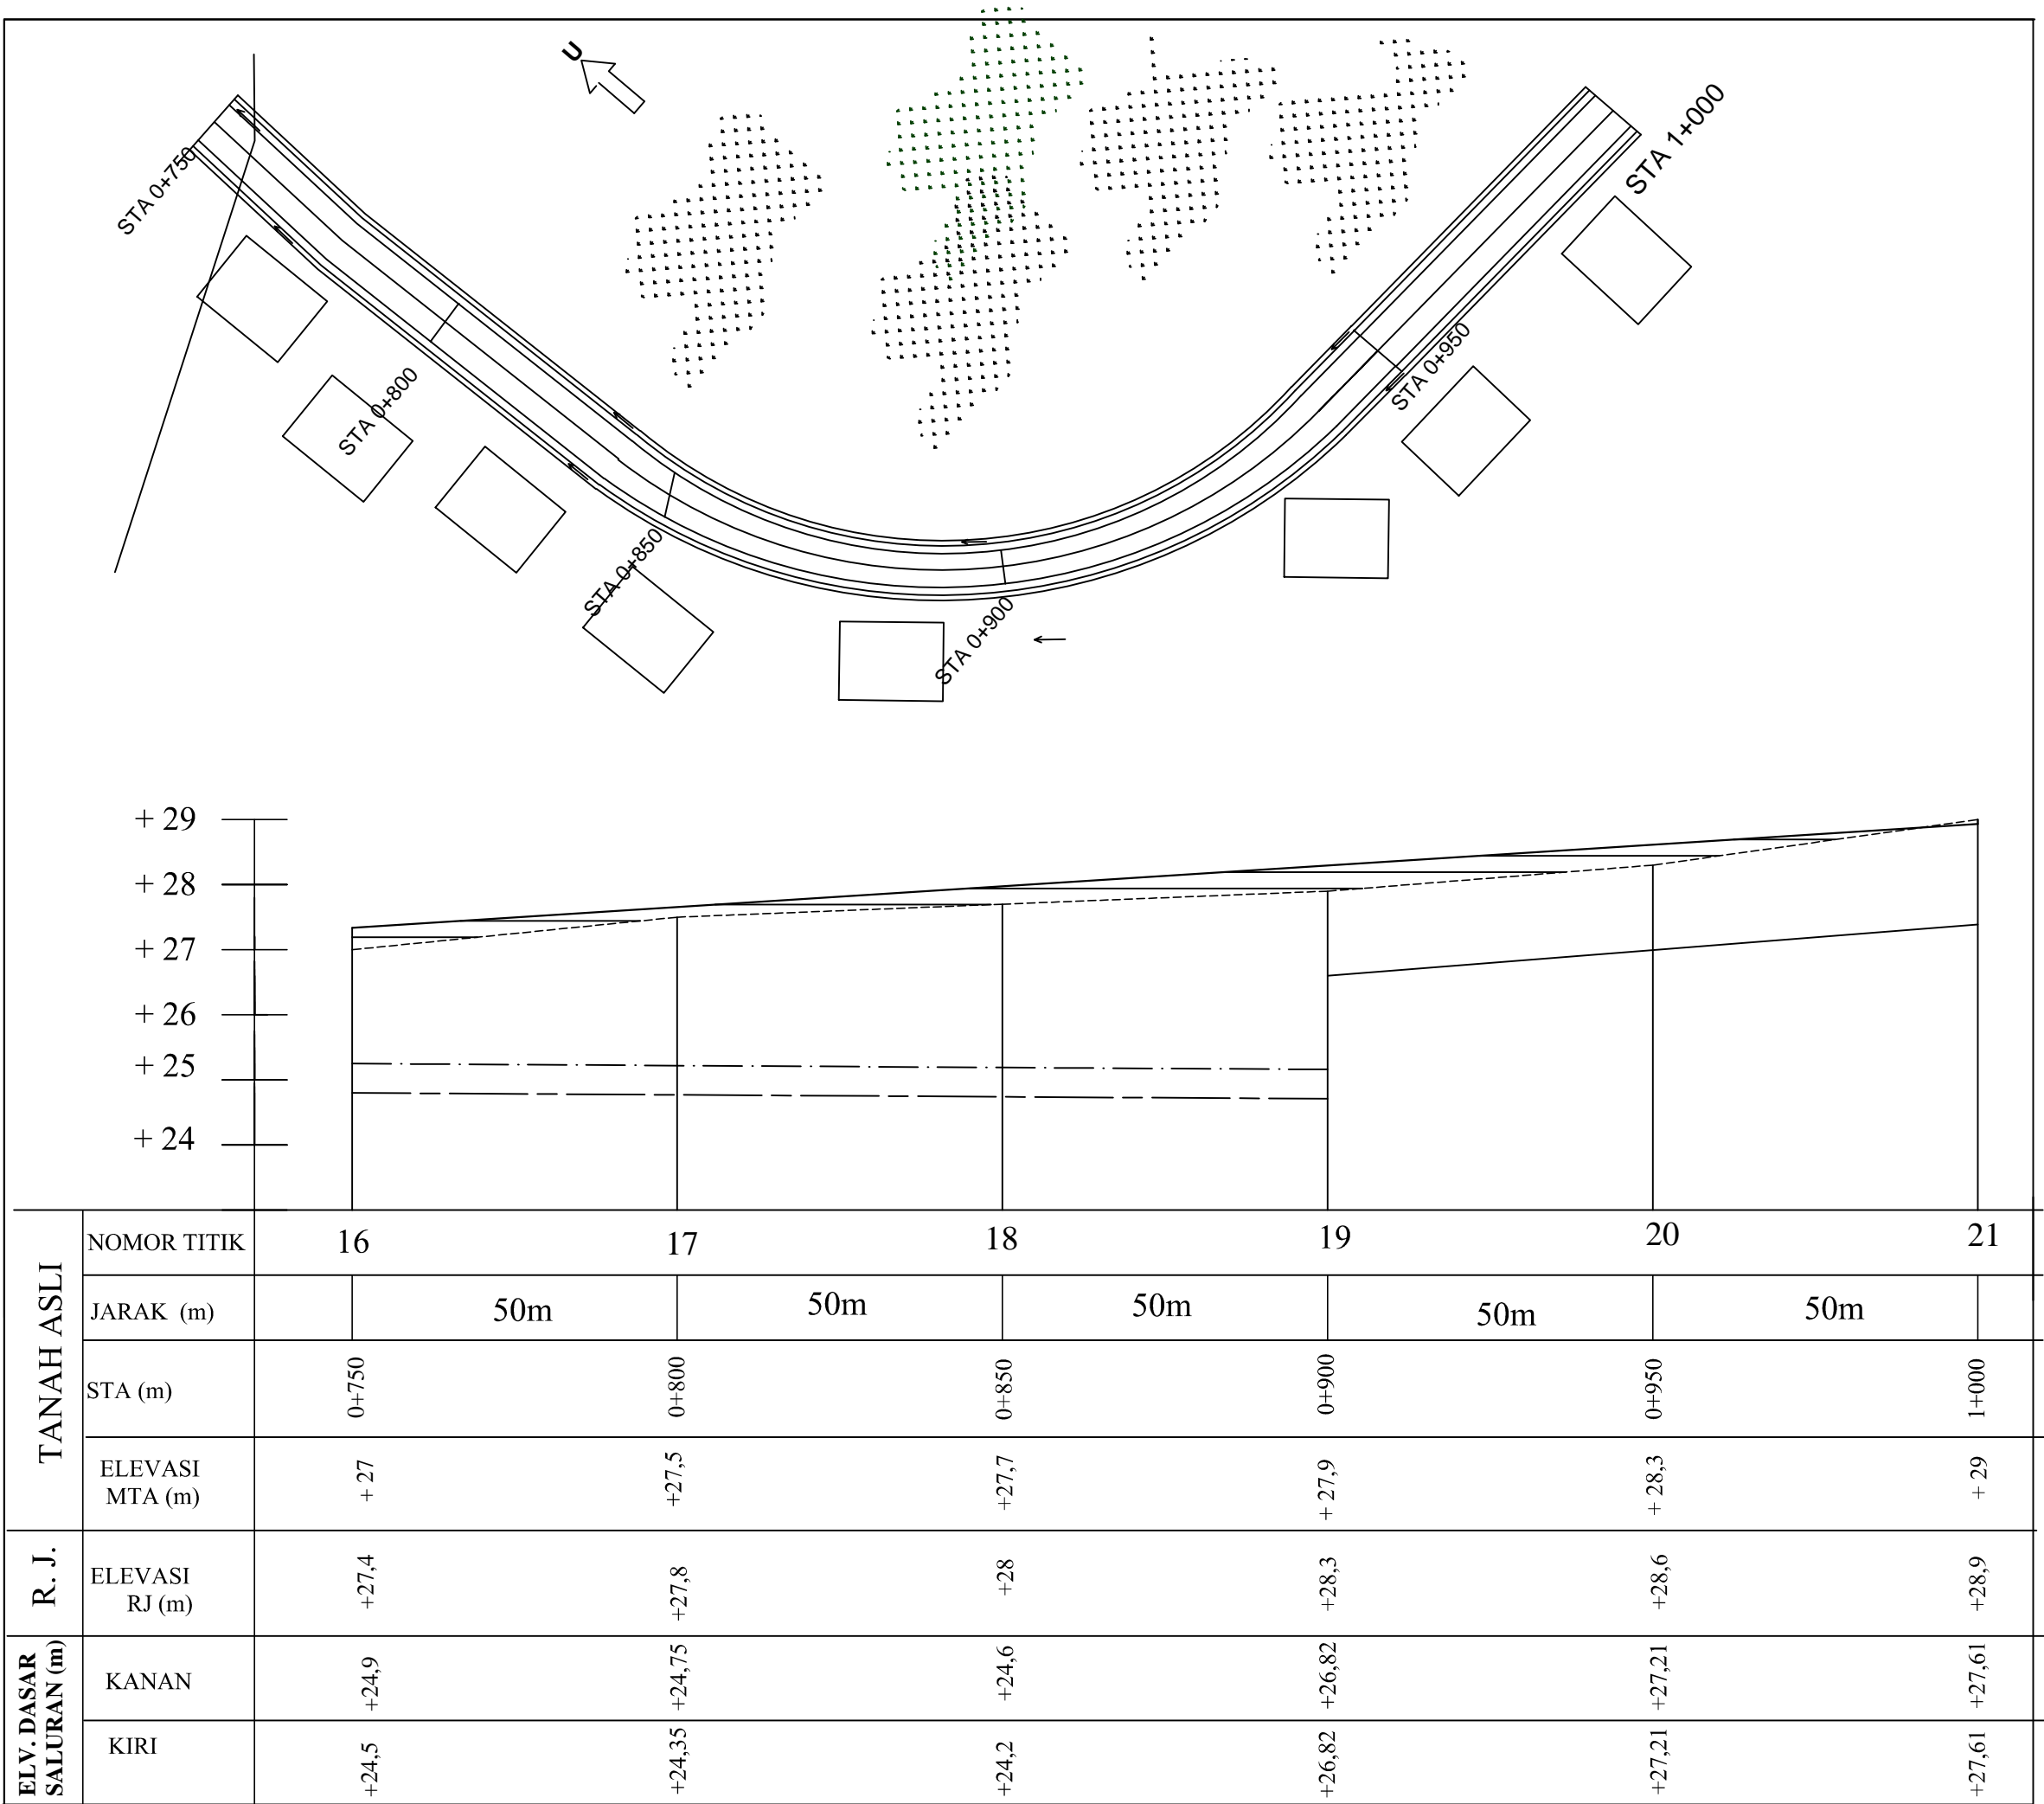 U
STA 0+750
STA 0+800
STA 0+850
STA 0+900
STA 0+950
STA 1+000
+ 29
+ 28
+ 27
+ 26
+ 25
+ 24
TANAH ASLI
NOMOR TITIK 16 17 18 19 20 21
JARAK (m) 50m 50m 50m 50m 50m
STA (m) 0+750 0+800 0+850 0+900 0+950 1+000
ELEVASI
MTA (m) + 27 +27,5 +27,7 + 27,9 + 28,3 + 29
R. J.
ELEVASI
RJ (m) +27,4 +27,8 +28 +28,3 +28,6 +28,9
ELV. DASAR
SALURAN (m)
KANAN +24,9 +24,75 +24,6 +26,82 +27,21 +27,61
KIRI +24,5 +24,35 +24,2 +26,82 +27,21 +27,61